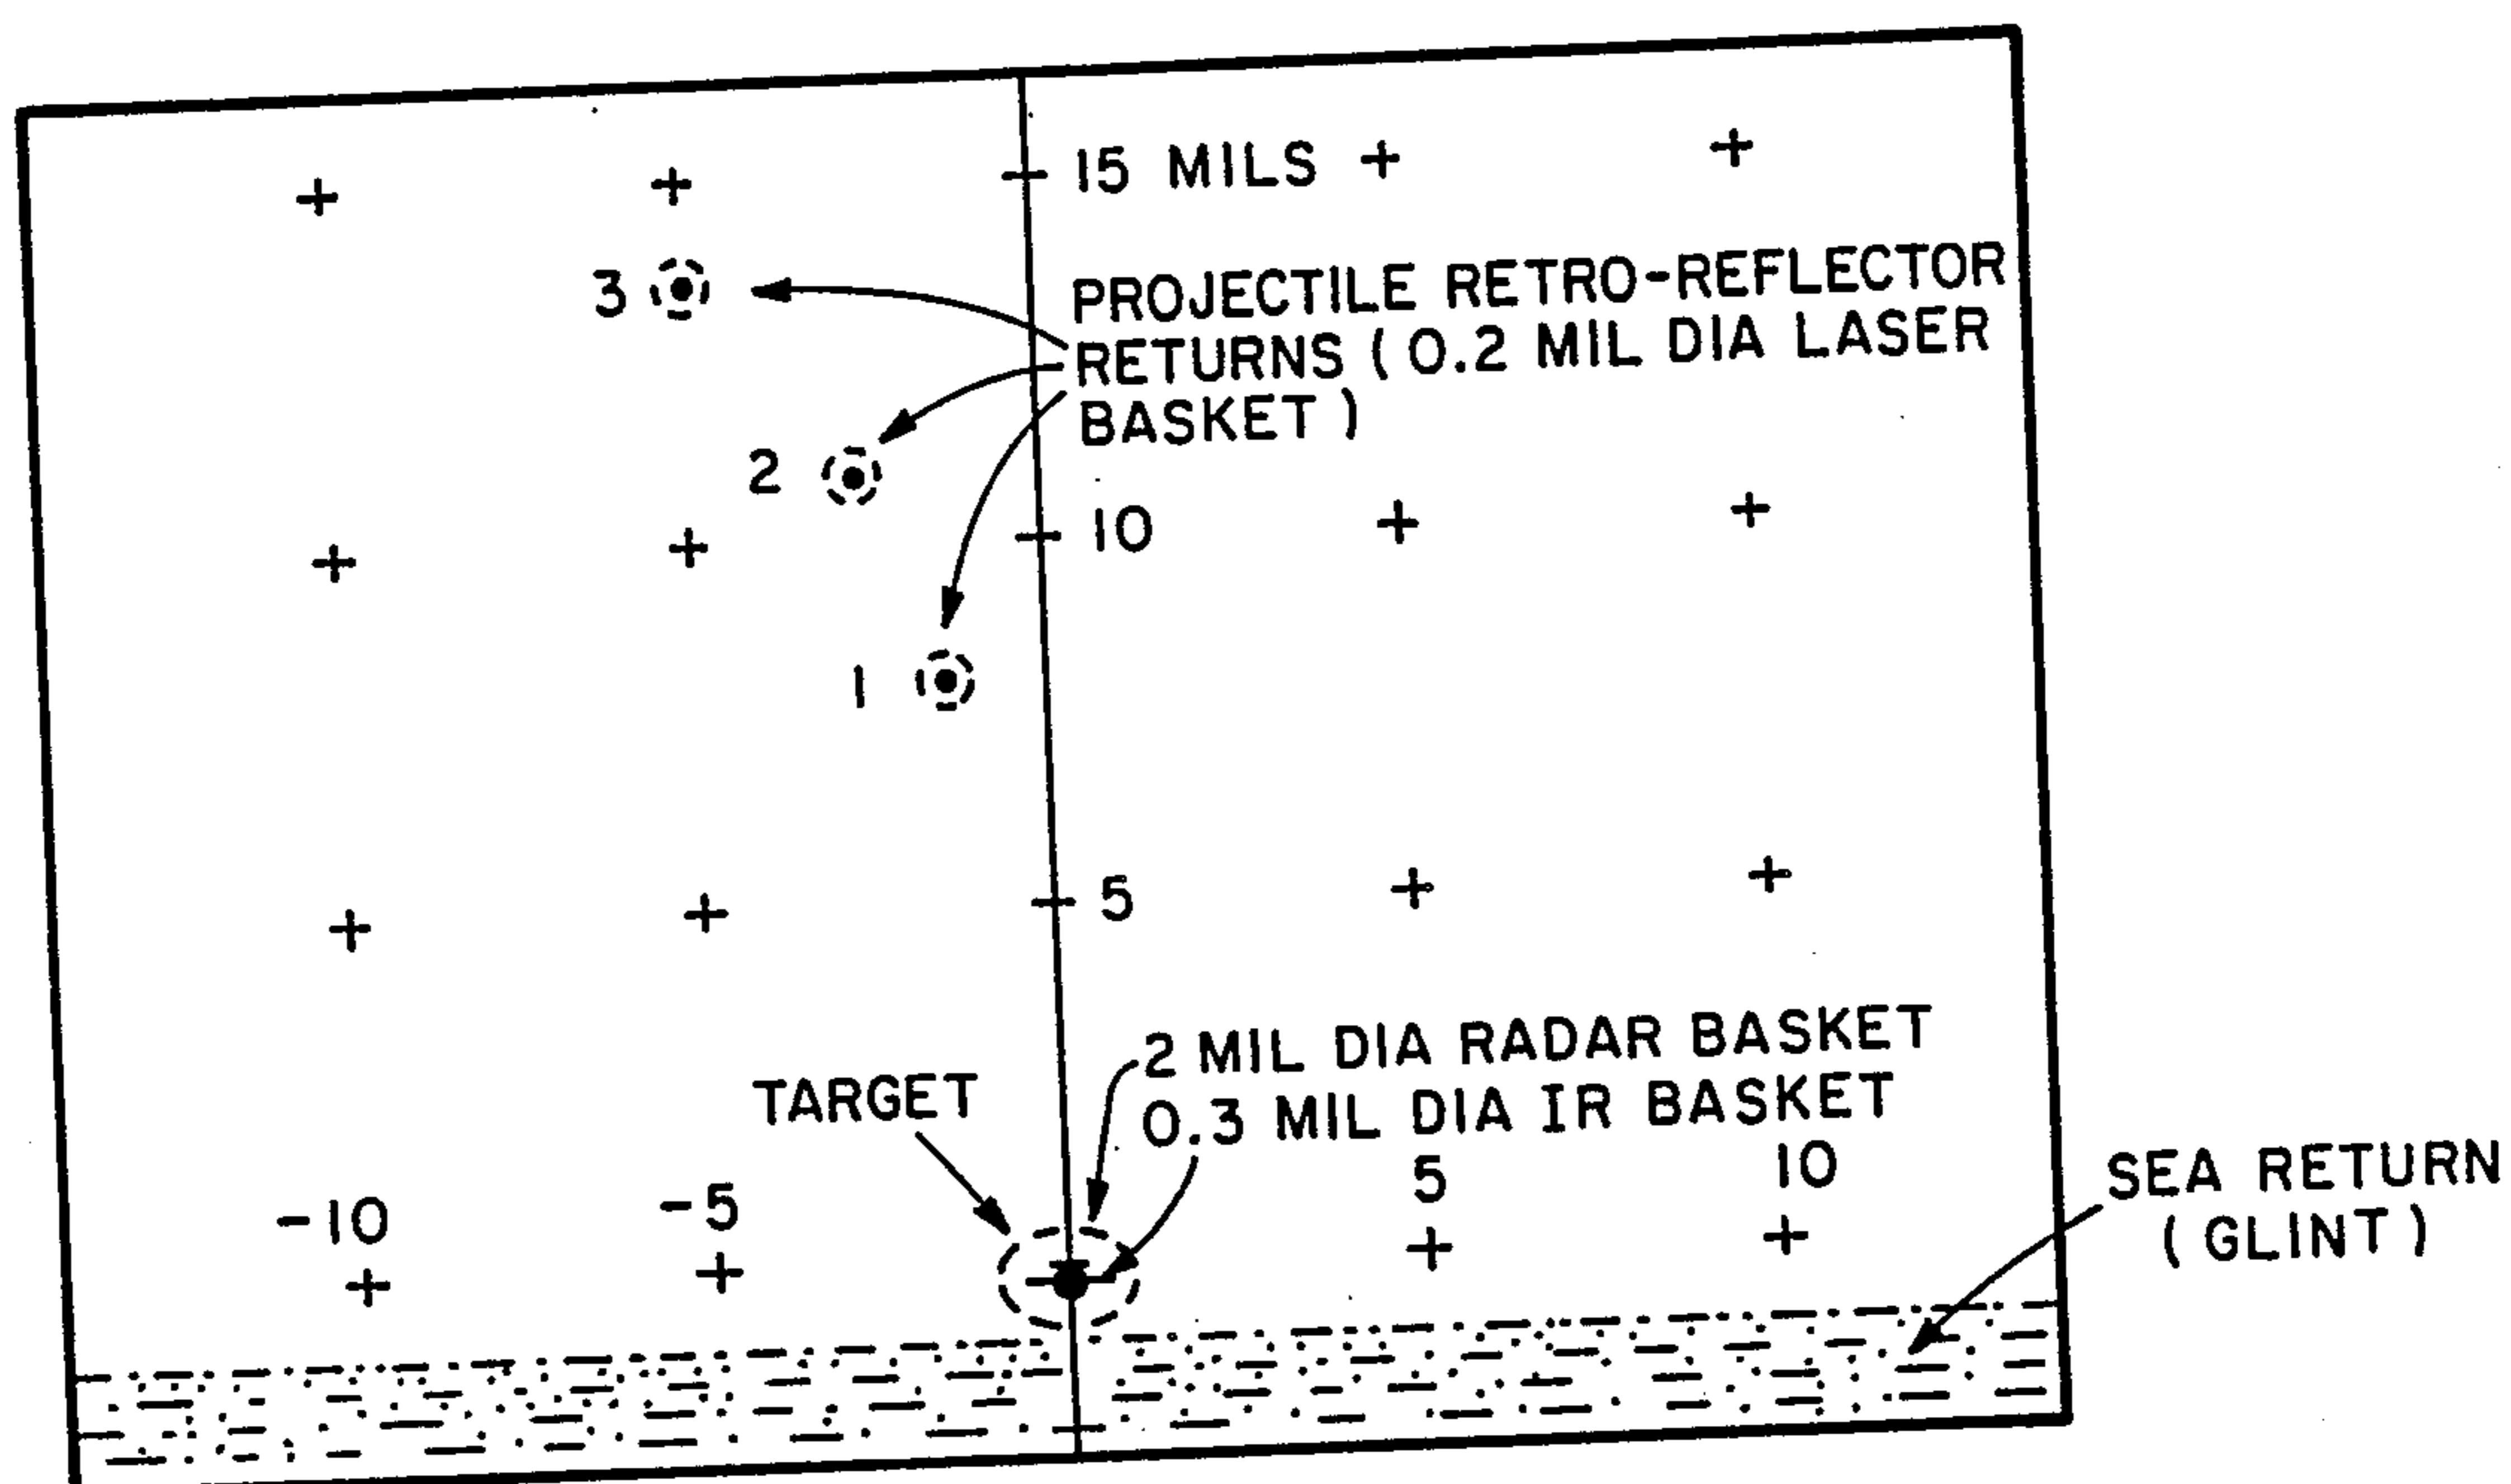 15 MILS
3
PROJECTILE RETRO-REFLECTOR
RETURNS (0.2 MIL DIA LASER
BASKET)
2
10
1
5
2 MIL DIA RADAR BASKET
0.3 MIL DIA IR BASKET
TARGET
-10
-5
5
10
SEA RETURN
(GLINT)